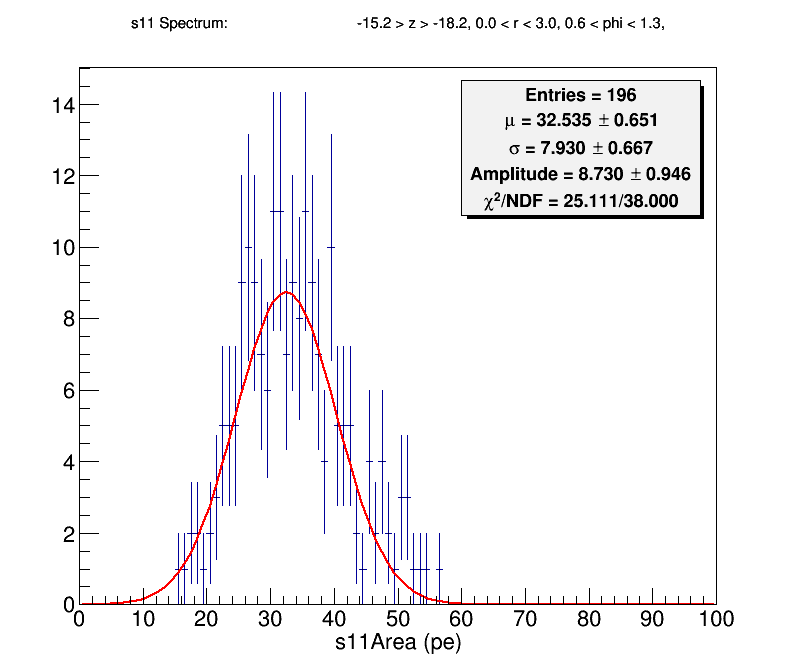 s11 Spectrum: -15.2 > z > -18.2, 0.0 < r < 3.0, 0.6 < phi < 1.3,
Entries = 196
μ = 32.535 ± 0.651
σ = 7.930 ± 0.667
Amplitude = 8.730 ± 0.946
χ²/NDF = 25.111/38.000
14
12
10
8
6
4
2
0
0 10 20 30 40 50 60 70 80 90 100
s11Area (pe)